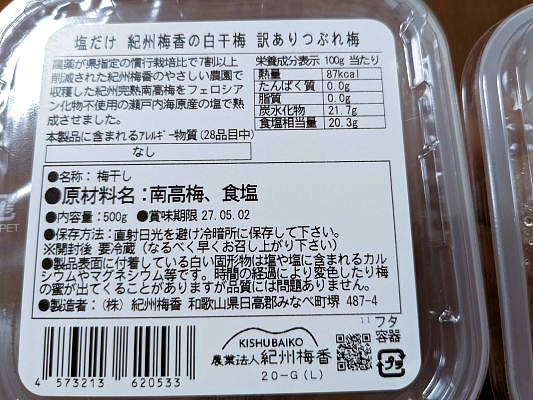 塩だけ 紀州梅香の白干梅 訳ありつぶれ梅
農薬が県指定の慣行栽培比で7割以上
削減された紀州梅香のやさしい農園で
収穫した紀州完熟南高梅をフェロシア
ン化物不使用の瀬戸内海原産の塩で熟
成させました。
栄養成分表示 100g 当たり
熱量 87kcal
たんぱく質 0.0g
脂質 0.0g
炭水化物 21.7g
食塩相当量 20.3g
本製品に含まれるアレルギー物質(28品目中)
なし
●名称: 梅干し
●原材料名: 南高梅、食塩
●内容量: 500g ●賞味期限 27.05.02
●保存方法: 直射日光を避け冷暗所に保存して下さい。
※開封後 要冷蔵 (なるべく早くお召し上がり下さい)
●製品表面に付着している白い固形物は塩や塩に含まれるカル
シウムやマグネシウム等です。時間の経過により変色したり梅
の蜜が出てくることがありますが品質には問題ありません。
●製造者: (株) 紀州梅香 和歌山県日高郡みなべ町堺 487-4
KISHUBAIKO
農業法人 紀州梅香
20-G (L)
フタ
容器
プラ
4 573213 620533
PET